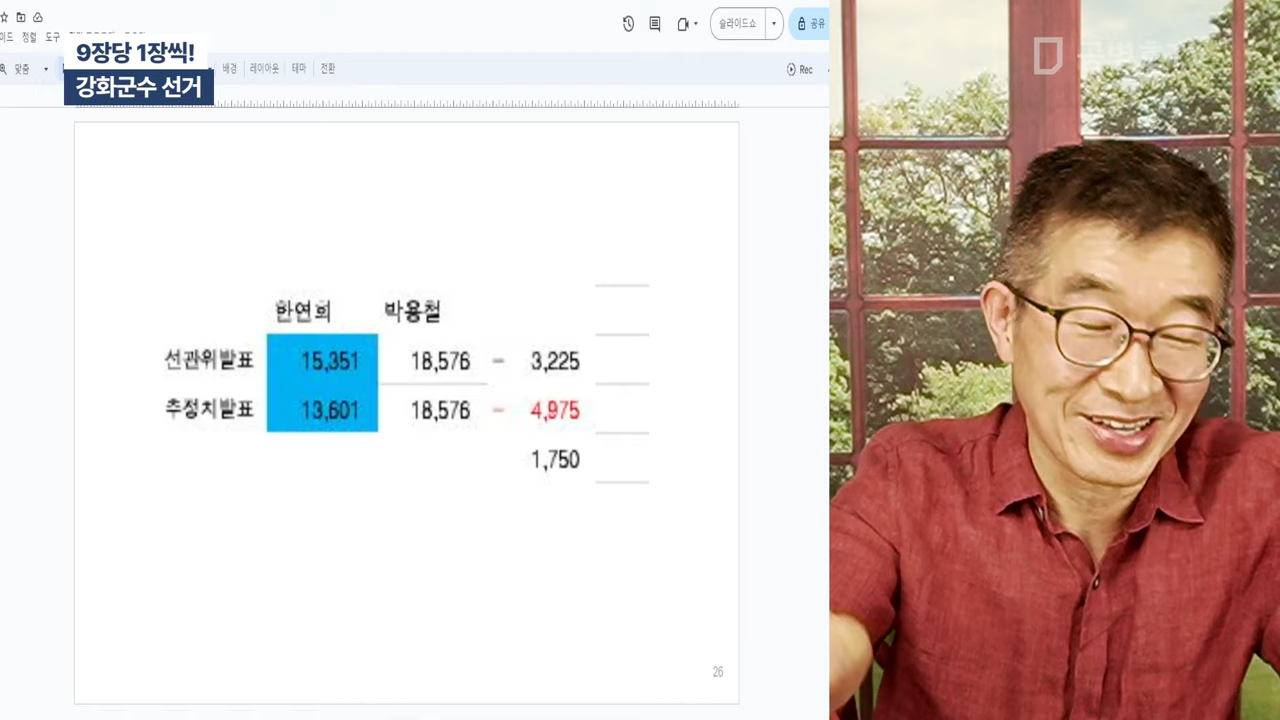 슬라이드쇼
공유
정렬
도구
9장당 1장씩!
강화군수 선거
맞춤
배경
레이아웃
테마
전환
Rec
한연희 박용철
선관위발표 15,351 18,576 - 3,225
추정치발표 13,601 18,576 - 4,975
1,750
26